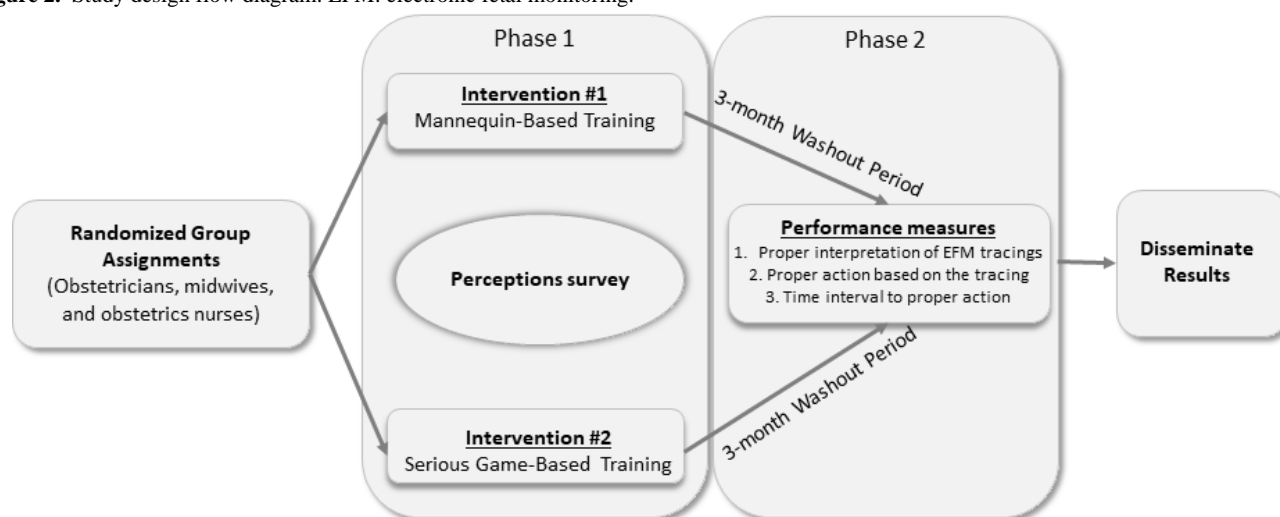 Figure 2. Study design flow diagram. EFM: electronic fetal monitoring.
Phase 1
Phase 2
Intervention #1
Mannequin-Based Training
3-month Washout Period
Randomized Group
Assignments
(Obstetricians, midwives,
and obstetrics nurses)
Perceptions survey
Performance measures
1. Proper interpretation of EFM tracings
2. Proper action based on the tracing
3. Time interval to proper action
Disseminate
Results
Intervention #2
Serious Game-Based Training
3-month Washout Period